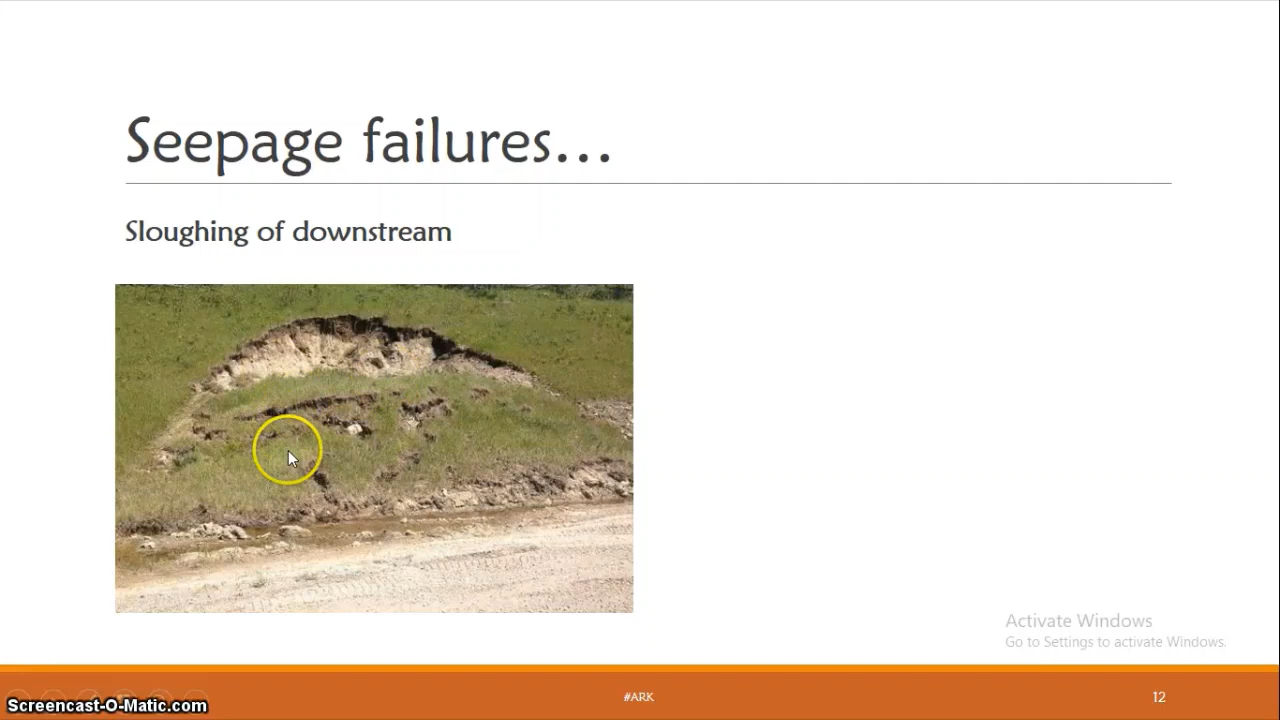 Seepage failures...
Sloughing of downstream
Activate Windows
Go to Settings to activate Windows.
#ARK
12
Screencast-O-Matic.com